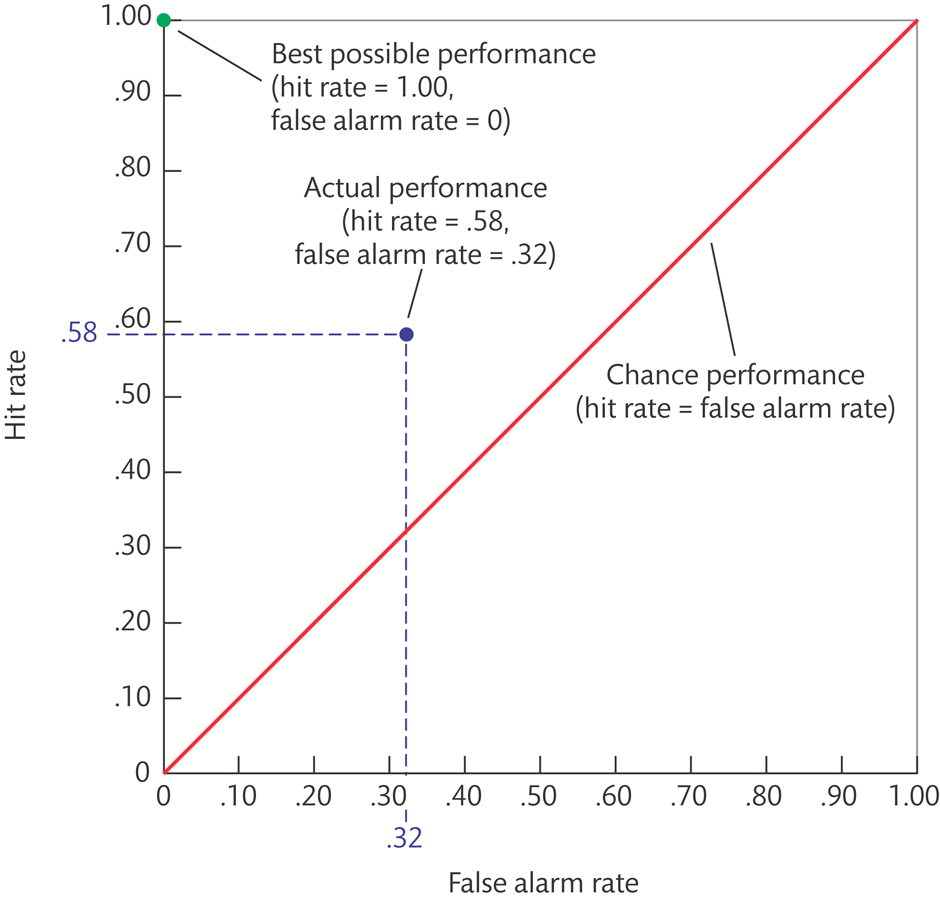 1.00
Best possible performance
(hit rate = 1.00,
false alarm rate = 0)
.90
.80
Actual performance
(hit rate = .58,
false alarm rate = .32)
.70
.60
.58
Chance performance
(hit rate = false alarm rate)
.50
.40
.30
.20
.10
0
Hit rate
0 .10 .20 .30 .40 .50 .60 .70 .80 .90 1.00
.32
False alarm rate